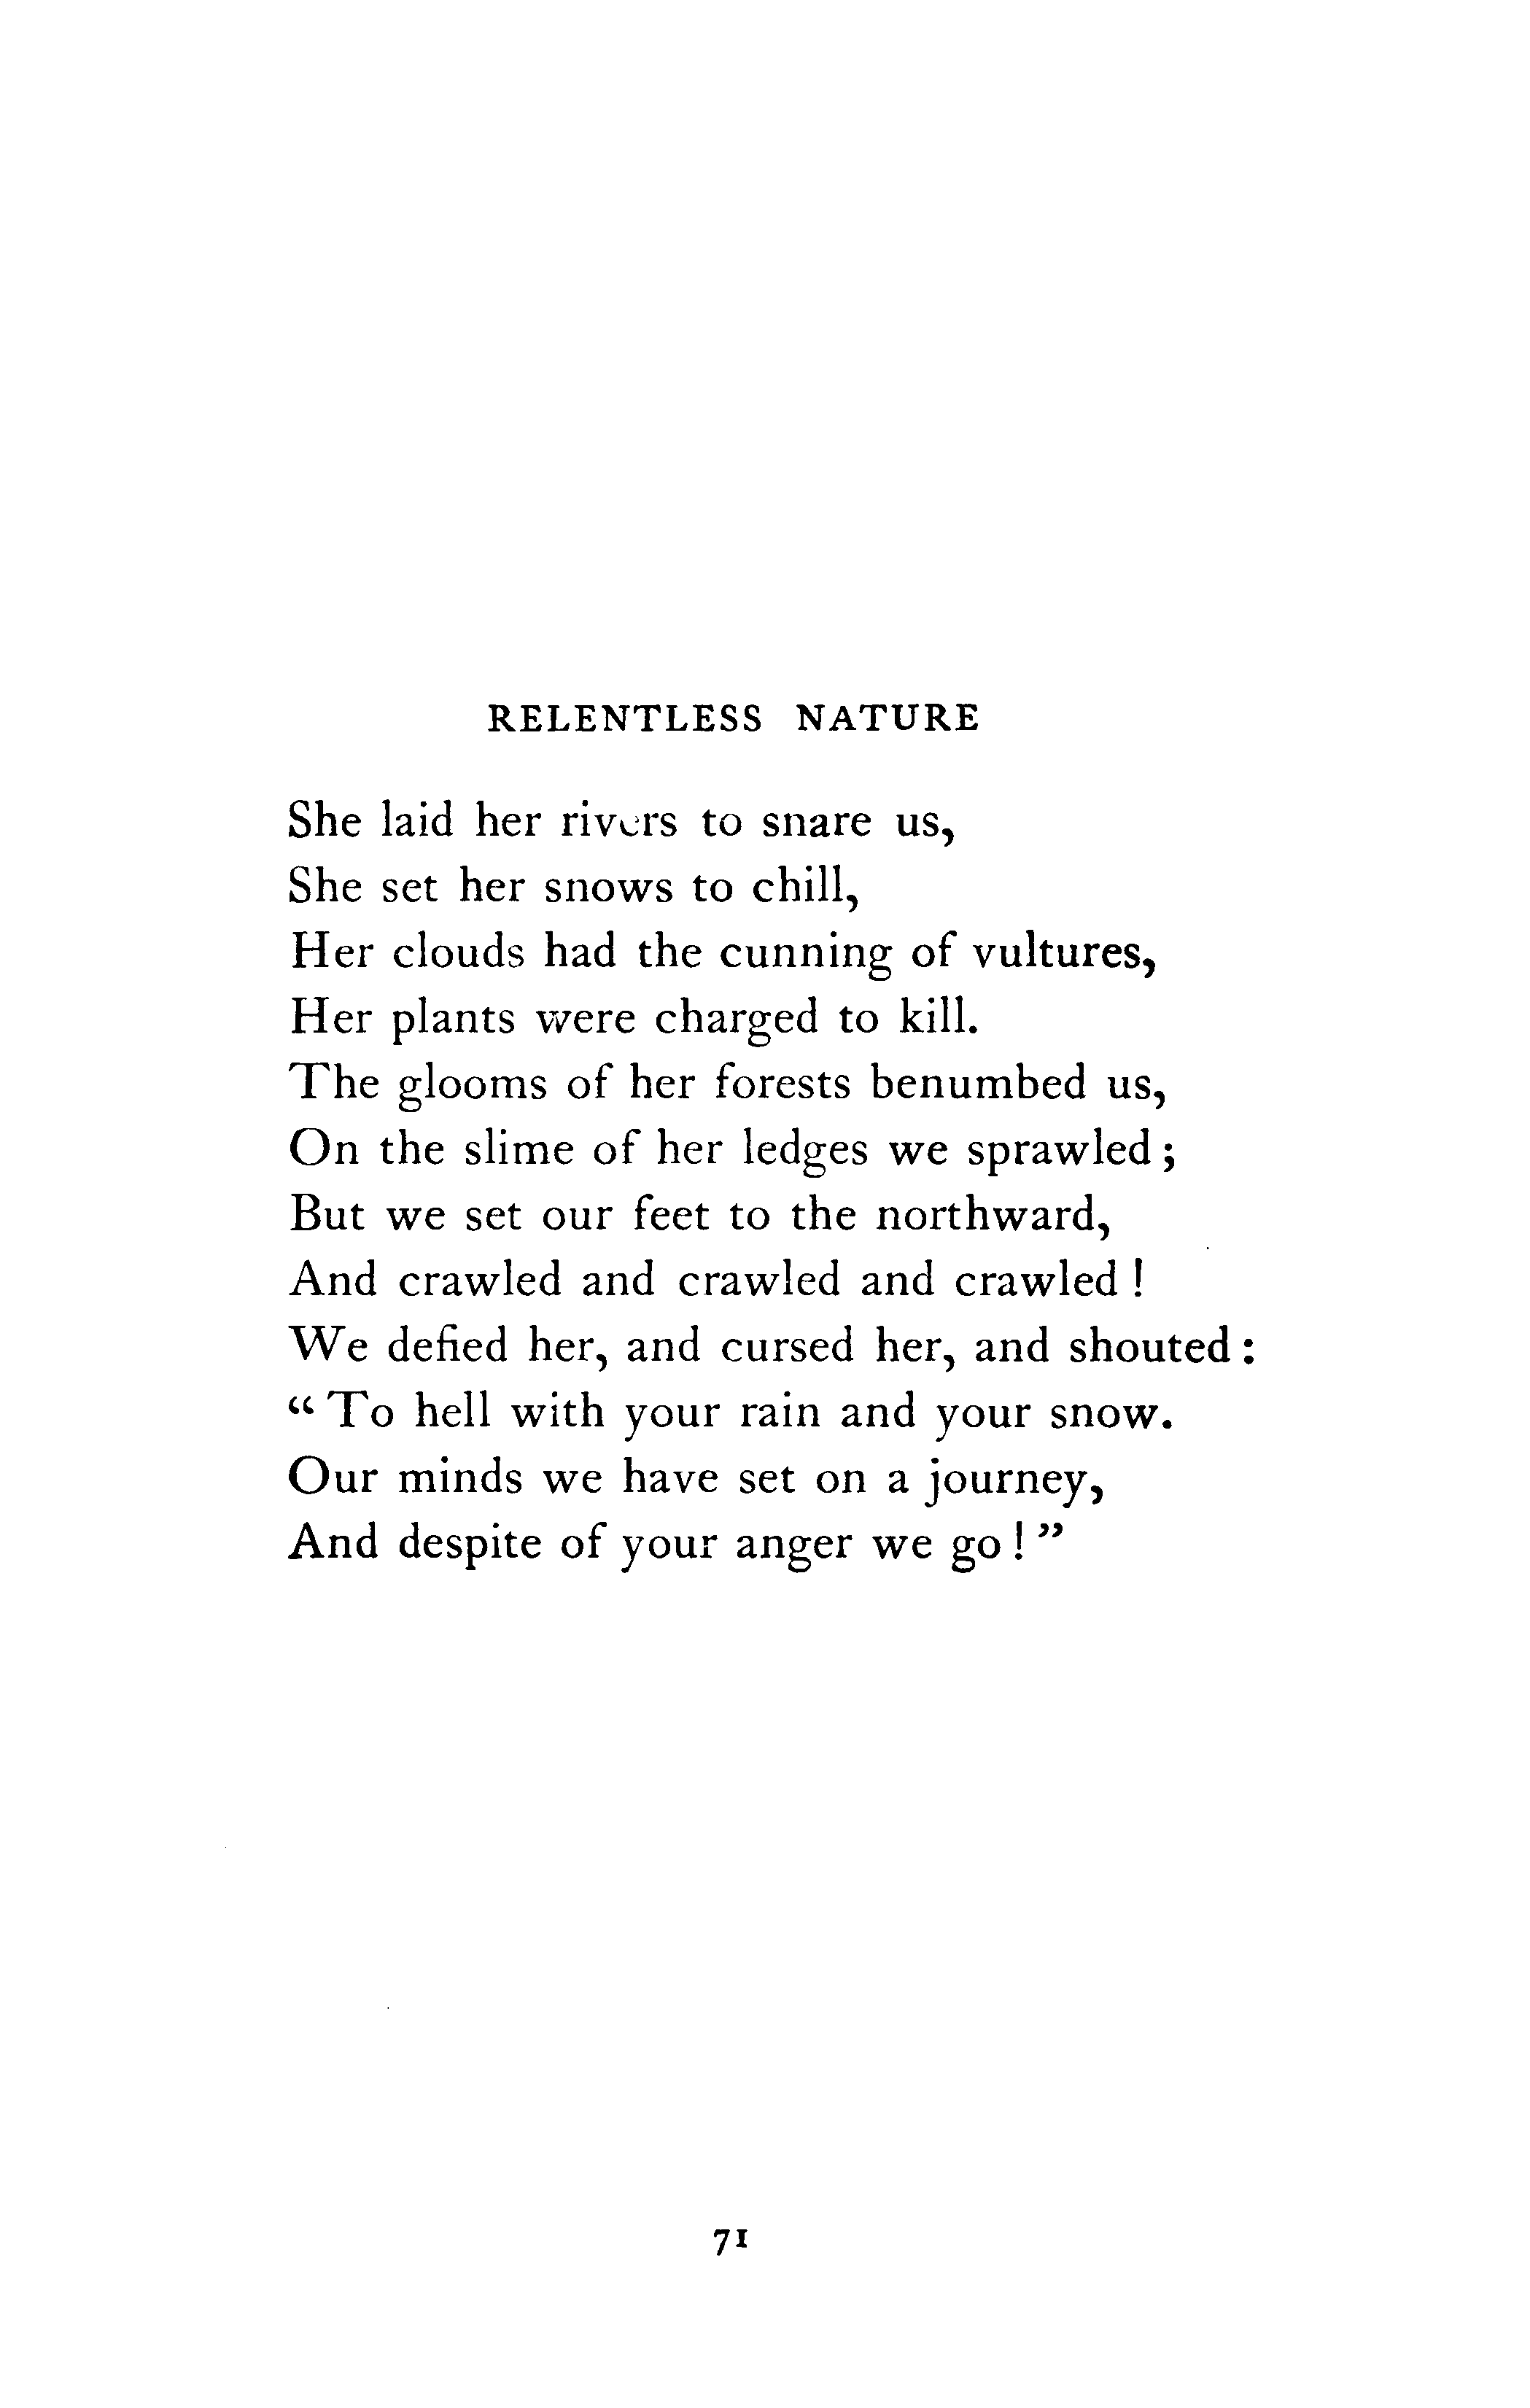 RELENTLESS NATURE
She laid her rivers to snare us,
She set her snows to chill,
Her clouds had the cunning of vultures,
Her plants were charged to kill.
The glooms of her forests benumbed us,
On the slime of her ledges we sprawled;
But we set our feet to the northward,
And crawled and crawled and crawled!
We defied her, and cursed her, and shouted:
“To hell with your rain and your snow.
Our minds we have set on a journey,
And despite of your anger we go!”
71